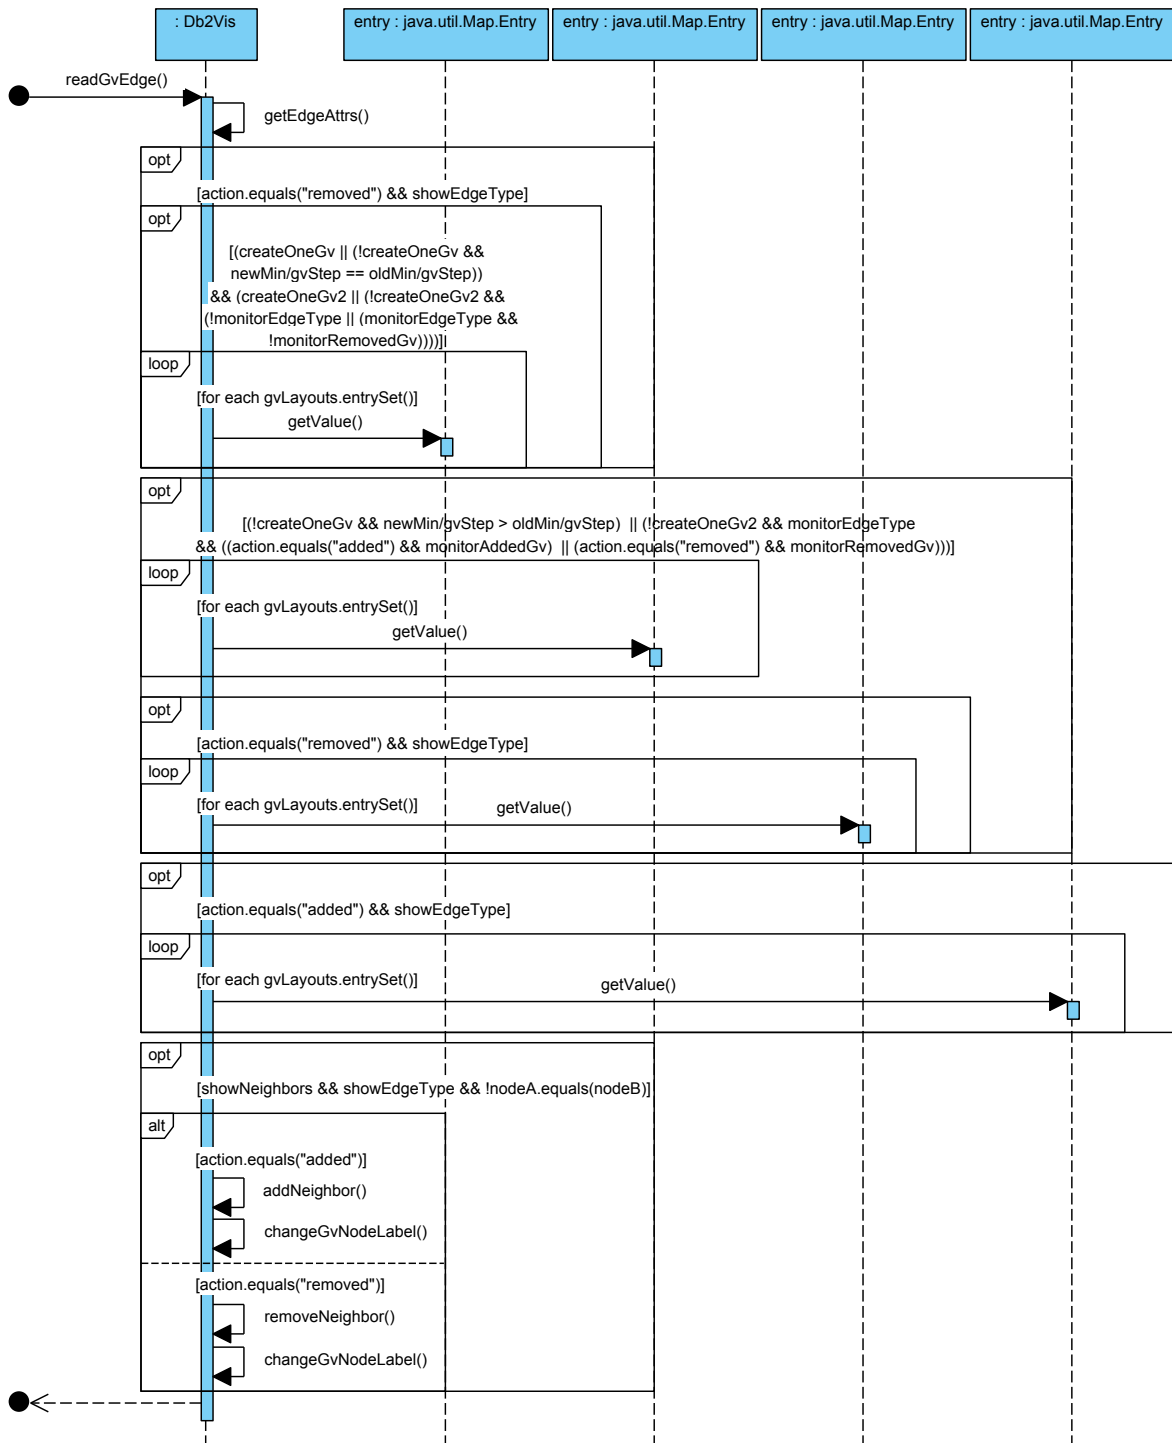 : Db2Vis
entry : java.util.Map.Entry
entry : java.util.Map.Entry
entry : java.util.Map.Entry
entry : java.util.Map.Entry
readGvEdge()
getEdgeAttrs()
opt
[action.equals("removed") && showEdgeType]
opt
[(createOneGv || (!createOneGv &&
newMin/gvStep == oldMin/gvStep))
&& (createOneGv2 || (!createOneGv2 &&
(!monitorEdgeType || (monitorEdgeType &&
!monitorRemovedGv))))]
loop
[for each gvLayouts.entrySet()]
getValue()
opt
[(!createOneGv && newMin/gvStep > oldMin/gvStep) || (!createOneGv2 && monitorEdgeType
&& ((action.equals("added") && monitorAddedGv) || (action.equals("removed") && monitorRemovedGv)))]
loop
[for each gvLayouts.entrySet()]
getValue()
opt
[action.equals("removed") && showEdgeType]
loop
[for each gvLayouts.entrySet()]
getValue()
opt
[action.equals("added") && showEdgeType]
loop
[for each gvLayouts.entrySet()]
getValue()
opt
[showNeighbors && showEdgeType && !nodeA.equals(nodeB)]
alt
[action.equals("added")]
addNeighbor()
changeGvNodeLabel()
[action.equals("removed")]
removeNeighbor()
changeGvNodeLabel()